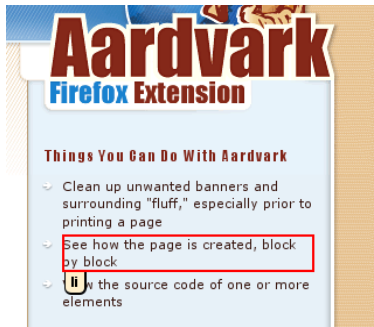 Aardvark
Firefox Extension
Things You Can Do With Aardvark
Clean up unwanted banners and
surrounding "fluff," especially prior to
printing a page
See how the page is created, block
by block
li
the source code of one or more
elements